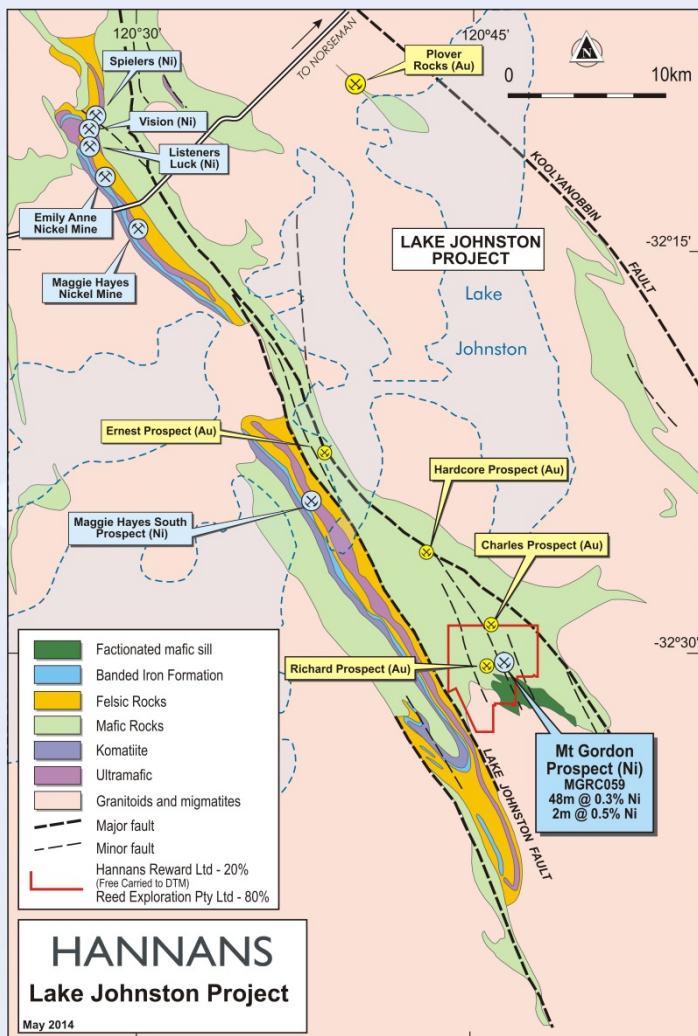 120°30'
120°45'
Spielers (Ni)
Vision (Ni)
Listeners
Luck (Ni)
Emily Anne
Nickel Mine
Maggie Hayes
Nickel Mine
TO NORSEMAN
Plover
Rocks (Au)
N
0
10km
KOOLYANOBBIN
FAULT
-32°15'
LAKE JOHNSTON
PROJECT
Lake
Johnston
Ernest Prospect (Au)
Maggie Hayes South
Prospect (Ni)
Hardcore Prospect (Au)
Charles Prospect (Au)
-32°30'
Richard Prospect (Au)
Mt Gordon
Prospect (Ni)
MGRC059
48m @ 0.3% Ni
2m @ 0.5% Ni
LAKE JOHNSTON FAULT
Factionated mafic sill
Banded Iron Formation
Felsic Rocks
Mafic Rocks
Komatiite
Ultramafic
Granitoids and migmatites
Major fault
Minor fault
Hannans Reward Ltd - 20%
(Free Carried to DTM)
Reed Exploration Pty Ltd - 80%
HANNANS
Lake Johnston Project
May 2014